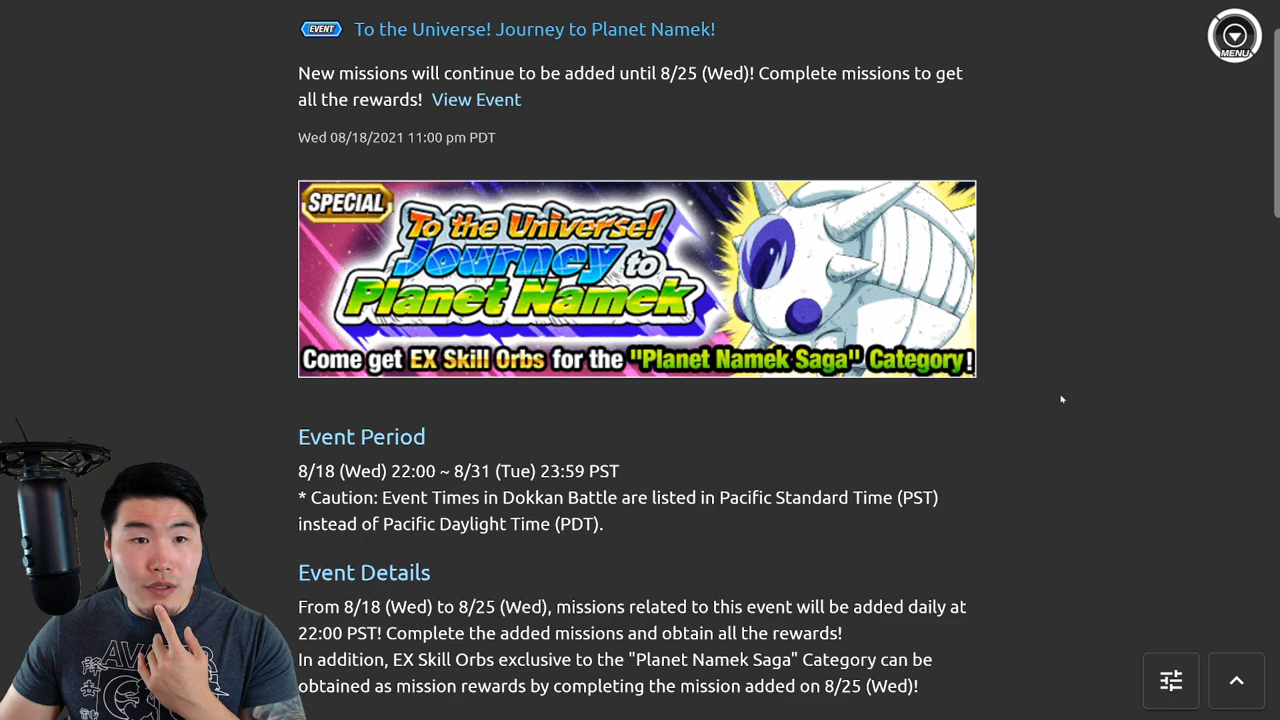 EVENT To the Universe! Journey to Planet Namek!
MENU
New missions will continue to be added until 8/25 (Wed)! Complete missions to get
all the rewards! View Event
Wed 08/18/2021 11:00 pm PDT
SPECIAL
To the Universe!
Journey to
Planet Namek
Come get EX Skill Orbs for the "Planet Namek Saga" Category!
Event Period
8/18 (Wed) 22:00 ~ 8/31 (Tue) 23:59 PST
* Caution: Event Times in Dokkan Battle are listed in Pacific Standard Time (PST)
instead of Pacific Daylight Time (PDT).
Event Details
From 8/18 (Wed) to 8/25 (Wed), missions related to this event will be added daily at
22:00 PST! Complete the added missions and obtain all the rewards!
In addition, EX Skill Orbs exclusive to the "Planet Namek Saga" Category can be
obtained as mission rewards by completing the mission added on 8/25 (Wed)!